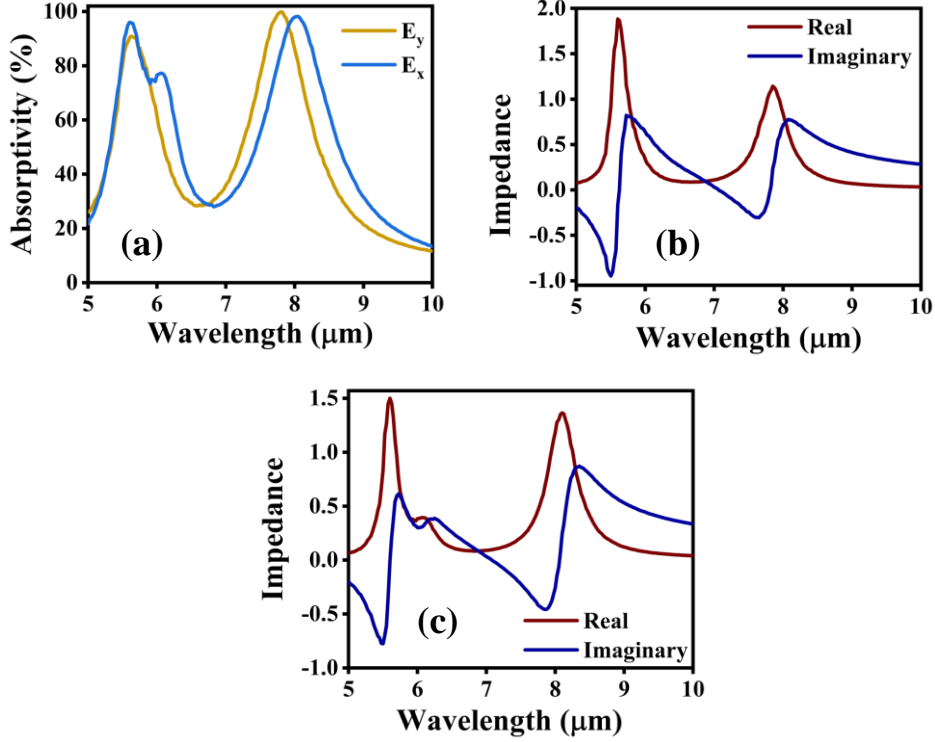 100
80
60
40
20
0
Absorptivity (%)
E_y
E_x
(a)
5 6 7 8 9 10
Wavelength (μm)
2.0
1.5
1.0
0.5
0.0
-0.5
-1.0
Impedance
Real
Imaginary
(b)
5 6 7 8 9 10
Wavelength (μm)
1.5
1.0
0.5
0.0
-0.5
-1.0
Impedance
(c)
Real
Imaginary
5 6 7 8 9 10
Wavelength (μm)